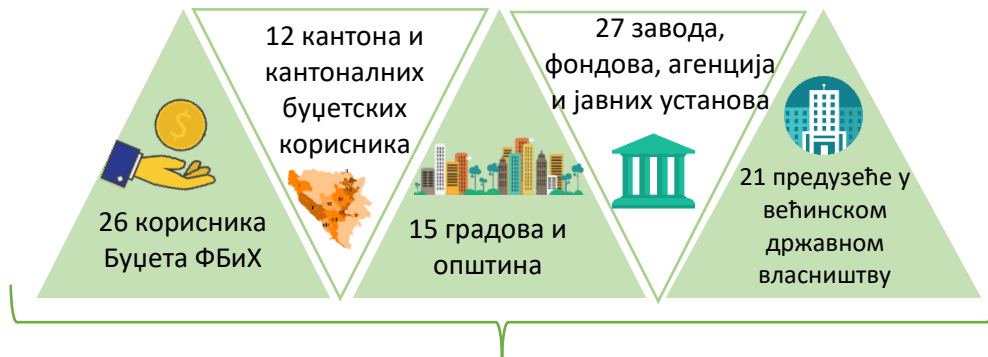 26 корисника
Буџета ФБиХ
12 кантона и
кантоналних
буџетских
корисника
15 градова и
општина
27 завода,
фондова, агенција
и јавних установа
21 предузеће у
већинском
државном
власништву